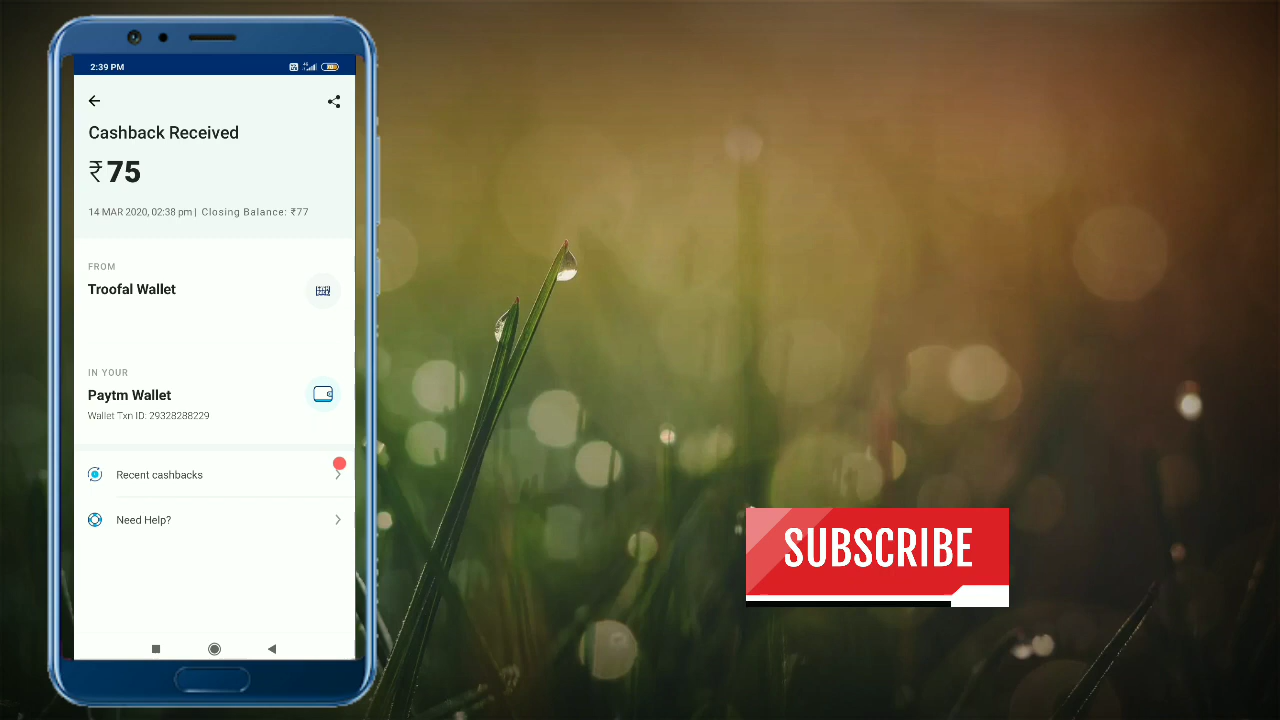 2:39 PM
Cashback Received
₹75
14 MAR 2020, 02:38 pm | Closing Balance: ₹77
FROM
Troofal Wallet
IN YOUR
Paytm Wallet
Wallet Txn ID: 29328288229
Recent cashbacks
Need Help?
SUBSCRIBE